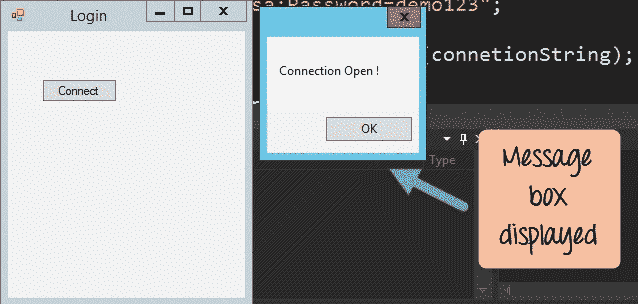 Login
sa;Password=demo123";
Connect
Connection Open !
(connetionString);
OK
Type
Message
box
displayed